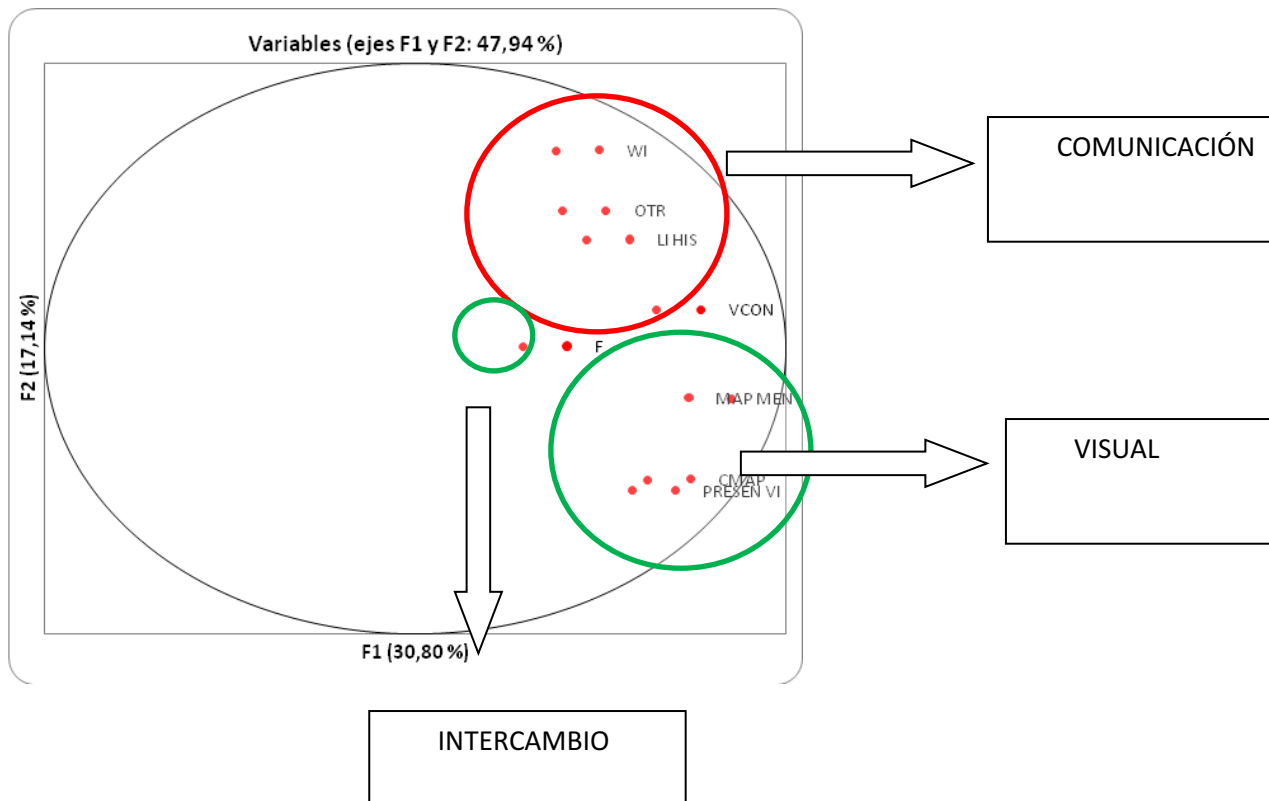 Variables (ejes F1 y F2: 47,94 %)
COMUNICACIÓN
WI
OTR
LI HIS
VCON
F
F2 (17,14 %)
MAP MEN
VISUAL
CMAP
PRESEN VI
F1 (30,80 %)
INTERCAMBIO